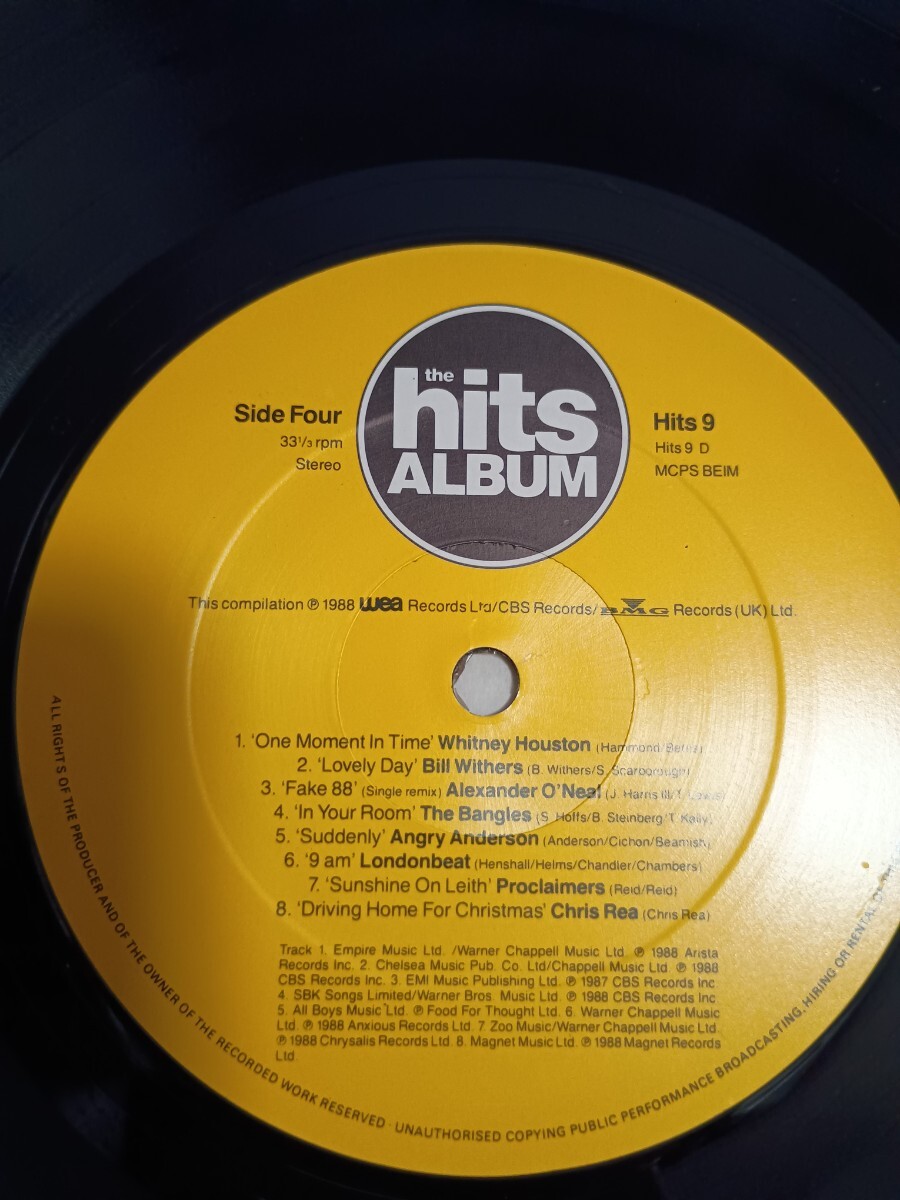 the
hits
ALBUM
Side Four
33 1/3 rpm
Stereo
Hits 9
Hits 9 D
MCPS BEIM
This compilation ℗ 1988 wea Records Ltd/CBS Records/BMG Records (UK) Ltd.
1. 'One Moment In Time' Whitney Houston (Hammond/Bettis)
2. 'Lovely Day' Bill Withers (B. Withers/S. Scarborough)
3. 'Fake 88' (Single remix) Alexander O'Neal (J. Harris III/T. Lewis)
4. 'In Your Room' The Bangles (S. Hoffs/B. Steinberg/T. Kelly)
5. 'Suddenly' Angry Anderson (Anderson/Cichon/Beamish)
6. '9 am' Londonbeat (Henshall/Helms/Chandler/Chambers)
7. 'Sunshine On Leith' Proclaimers (Reid/Reid)
8. 'Driving Home For Christmas' Chris Rea (Chris Rea)
Track 1. Empire Music Ltd. /Warner Chappell Music Ltd. ℗ 1988 Arista
Records Inc. 2. Chelsea Music Pub. Co. Ltd/Chappell Music Ltd. ℗ 1988
CBS Records Inc. 3. EMI Music Publishing Ltd. ℗ 1987 CBS Records Inc
4. SBK Songs Limited/Warner Bros. Music Ltd ℗ 1988 CBS Records Inc
5. All Boys Music Ltd. ℗ Food For Thought Ltd. 6. Warner Chappell Music
Ltd. ℗ 1988 Anxious Records Ltd. 7. Zoo Music/Warner Chappell Music Ltd.
℗ 1988 Chrysalis Records Ltd. 8. Magnet Music Ltd. ℗ 1988 Magnet Records
Ltd.
ALL RIGHTS OF THE PRODUCER AND OF THE OWNER OF THE RECORDED WORK RESERVED · UNAUTHORISED COPYING PUBLIC PERFORMANCE BROADCASTING, HIRING OR RENTAL OF